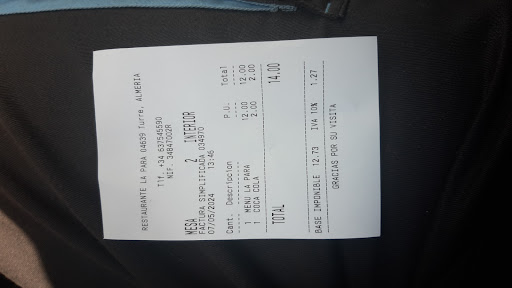 RESTAURANTE LA PARA 04639 Turre, ALMERIA
Tlf. +34 637545590
NIF. 34847002R
MESA 2 INTERIOR
FACTURA SIMPLIFICADA 034970
07/05/2024 13:46
Cant. Descripcion P.U. Total
1 MENU LA PARA 12.00 12.00
1 COCA COLA 2.00 2.00
TOTAL 14.00
BASE IMPONIBLE 12.73 IVA 10% 1.27
GRACIAS POR SU VISITA